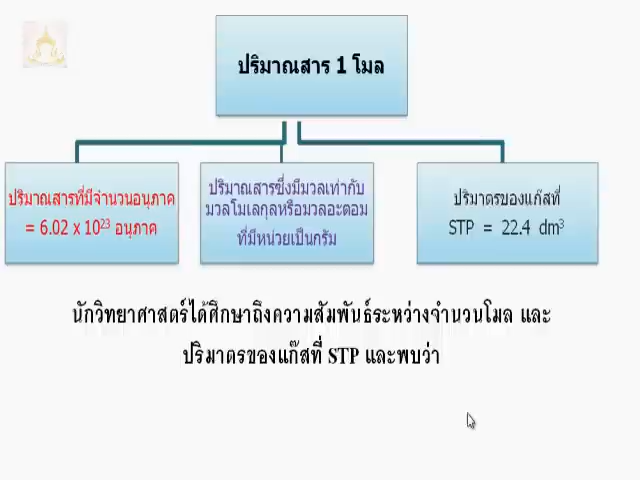 ปริมาณสาร 1 โมล
ปริมาณสารที่มีจำนวนอนุภาค
= 6.02 x 10²³ อนุภาค
ปริมาณสารซึ่งมีมวลเท่ากับ
มวลโมเลกุลหรือมวลอะตอม
ที่มีหน่วยเป็นกรัม
ปริมาตรของแก๊สที่
STP = 22.4 dm³
นักวิทยาศาสตร์ได้ศึกษาถึงความสัมพันธ์ระหว่างจำนวนโมล และ
ปริมาตรของแก๊สที่ STP และพบว่า